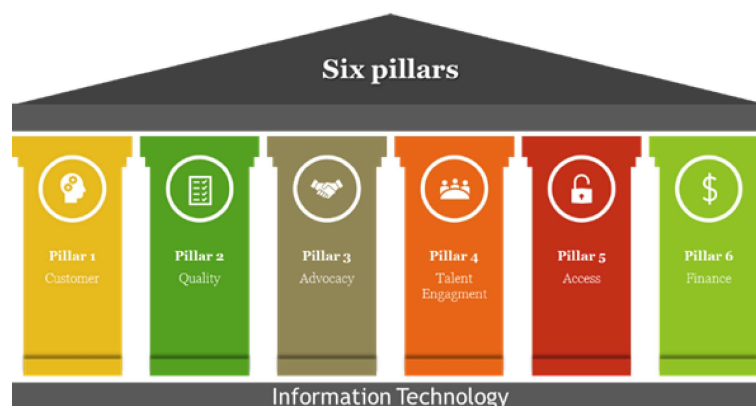 Six pillars
Pillar 1
Customer
Pillar 2
Quality
Pillar 3
Advocacy
Pillar 4
Talent
Engagment
Pillar 5
Access
$
Pillar 6
Finance
Information Technology